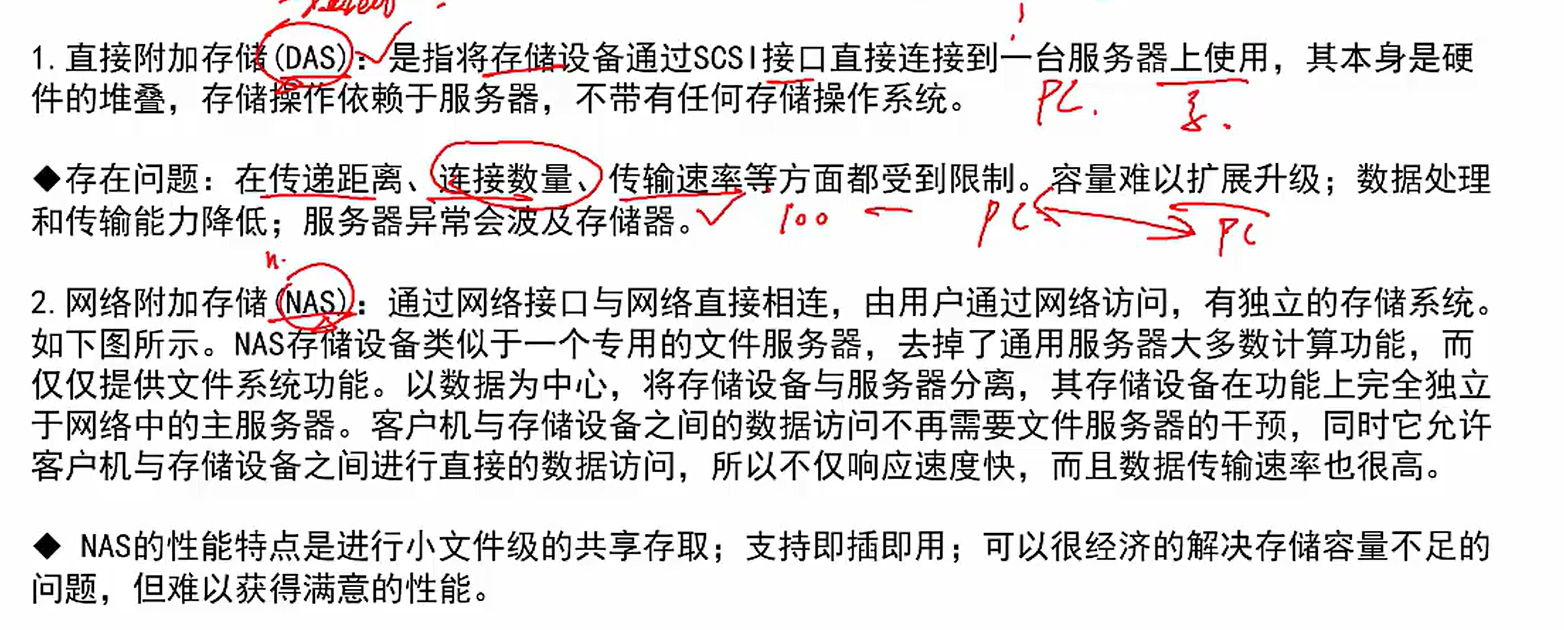 1. 直接附加存储(DAS)：是指将存储设备通过SCSI接口直接连接到一台服务器上使用，其本身是硬
件的堆叠，存储操作依赖于服务器，不带有任何存储操作系统。
PC.
◆存在问题：在传递距离、连接数量、传输速率等方面都受到限制。容量难以扩展升级；数据处理
和传输能力降低；服务器异常会波及存储器。
100 PC PC
n.
2. 网络附加存储(NAS)：通过网络接口与网络直接相连，由用户通过网络访问，有独立的存储系统。
如下图所示。NAS存储设备类似于一个专用的文件服务器，去掉了通用服务器大多数计算功能，而
仅仅提供文件系统功能。以数据为中心，将存储设备与服务器分离，其存储设备在功能上完全独立
于网络中的主服务器。客户机与存储设备之间的数据访问不再需要文件服务器的干预，同时它允许
客户机与存储设备之间进行直接的数据访问，所以不仅响应速度快，而且数据传输速率也很高。
◆ NAS的性能特点是进行小文件级的共享存取；支持即插即用；可以很经济的解决存储容量不足的
问题，但难以获得满意的性能。